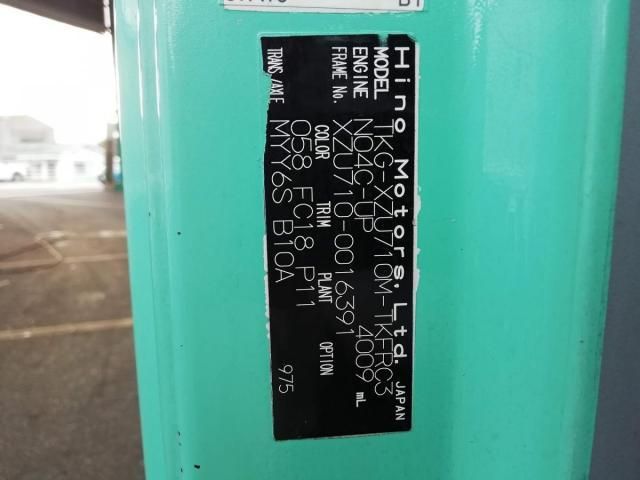 Hino Motors, Ltd. JAPAN
MODEL TKG-XZU710M-TKFRC3
ENGINE N04C-UP 4009 mL
FRAME No. XZU710-0016391
COLOR TRIM PLANT OPTION
058 FC18 P11
TRANS./AXLE MYY6S B10A 975